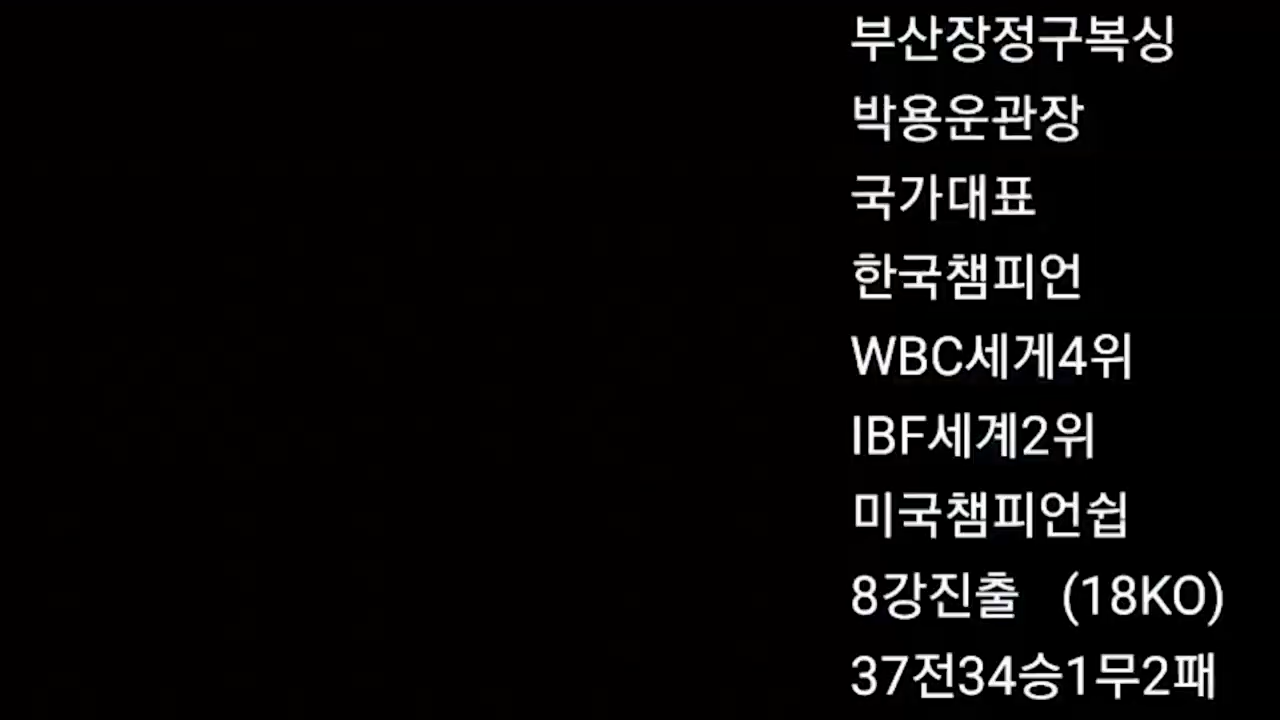 부산장정구복싱
박용운관장
국가대표
한국챔피언
WBC세게4위
IBF세계2위
미국챔피언쉽
8강진출 (18KO)
37전34승1무2패